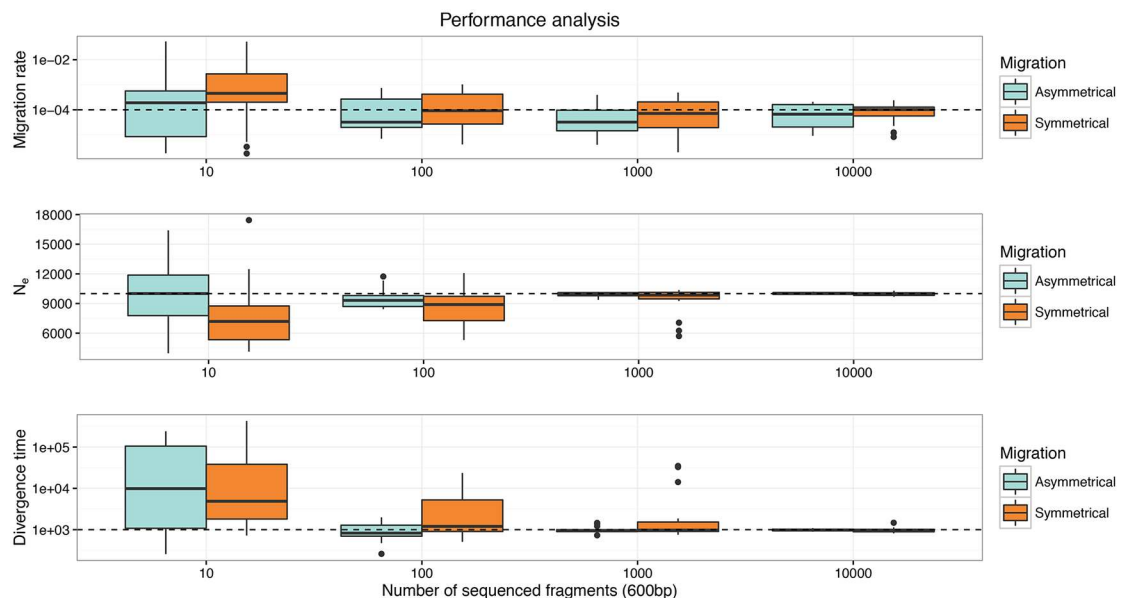 Performance analysis
Migration rate
1e−02
1e−04
10
100
1000
10000
Migration
Asymmetrical
Symmetrical
N_e
18000
15000
12000
9000
6000
10
100
1000
10000
Migration
Asymmetrical
Symmetrical
Divergence time
1e+05
1e+04
1e+03
10
100
1000
10000
Number of sequenced fragments (600bp)
Migration
Asymmetrical
Symmetrical